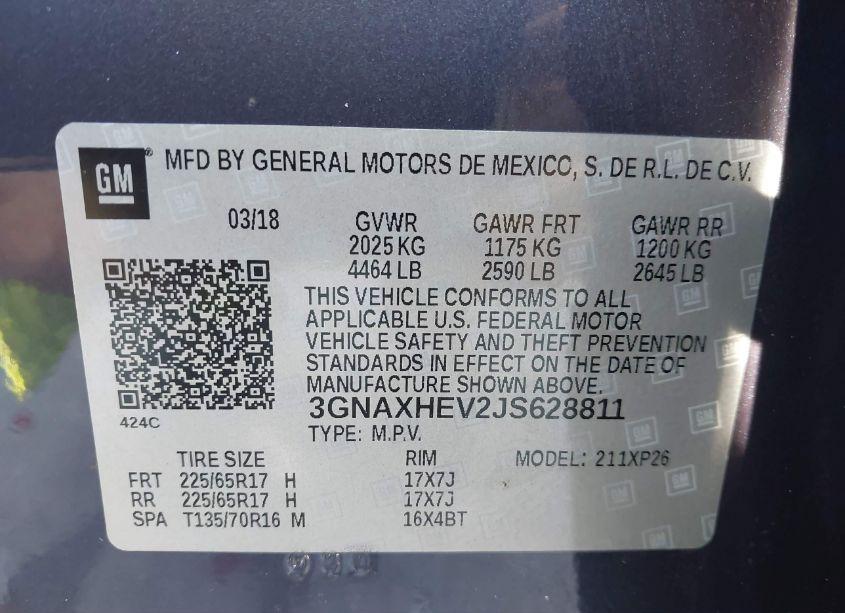 GM® MFD BY GENERAL MOTORS DE MEXICO, S. DE R.L. DE C.V.
03/18 GVWR GAWR FRT GAWR RR
2025 KG 1175 KG 1200 KG
4464 LB 2590 LB 2645 LB
THIS VEHICLE CONFORMS TO ALL
APPLICABLE U.S. FEDERAL MOTOR
VEHICLE SAFETY AND THEFT PREVENTION
STANDARDS IN EFFECT ON THE DATE OF
MANUFACTURE SHOWN ABOVE.
3GNAXHEV2JS628811
424C
TYPE: M.P.V.
TIRE SIZE RIM MODEL: 211XP26
FRT 225/65R17 H 17X7J
RR 225/65R17 H 17X7J
SPA T135/70R16 M 16X4BT